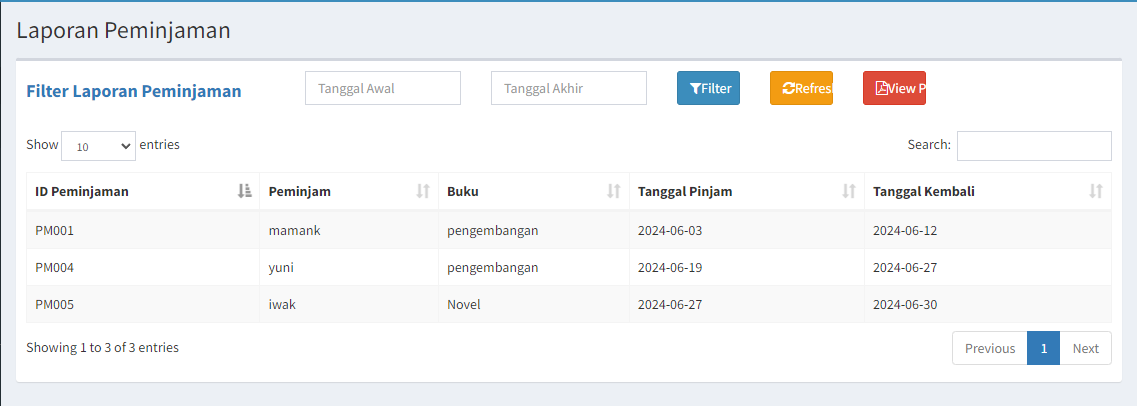 Laporan Peminjaman
Filter Laporan Peminjaman Tanggal Awal Tanggal Akhir Filter Refres View P
Show 10 entries Search:
ID Peminjaman Peminjam Buku Tanggal Pinjam Tanggal Kembali
PM001 mamank pengembangan 2024-06-03 2024-06-12
PM004 yuni pengembangan 2024-06-19 2024-06-27
PM005 iwak Novel 2024-06-27 2024-06-30
Showing 1 to 3 of 3 entries Previous 1 Next